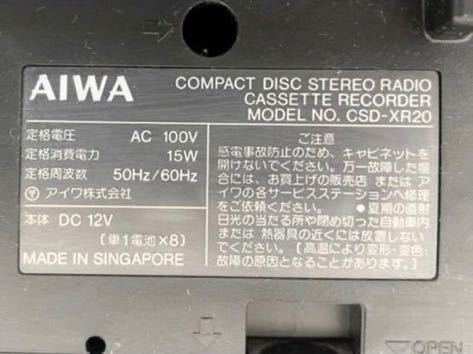 AIWA
COMPACT DISC STEREO RADIO
CASSETTE RECORDER
MODEL NO. CSD-XR20
定格電圧 AC 100V
定格消費電力 15W
定格周波数 50Hz/60Hz
アイワ株式会社
本体 DC 12V
[単1電池×8]
MADE IN SINGAPORE
ご注意
感電事故防止のため、キャビネットを
開けないでください。万一故障した場
合には、お買上げの販売店 または ア
イワの各サービスステーションへ修理
をご依頼ください。 ●夏期の直射
日光の当たる所や閉め切った自動車内
または 熱器具の近くには放置しない
でください。[高温により変形・変色・
故障の原因となることがあります。]
OPEN